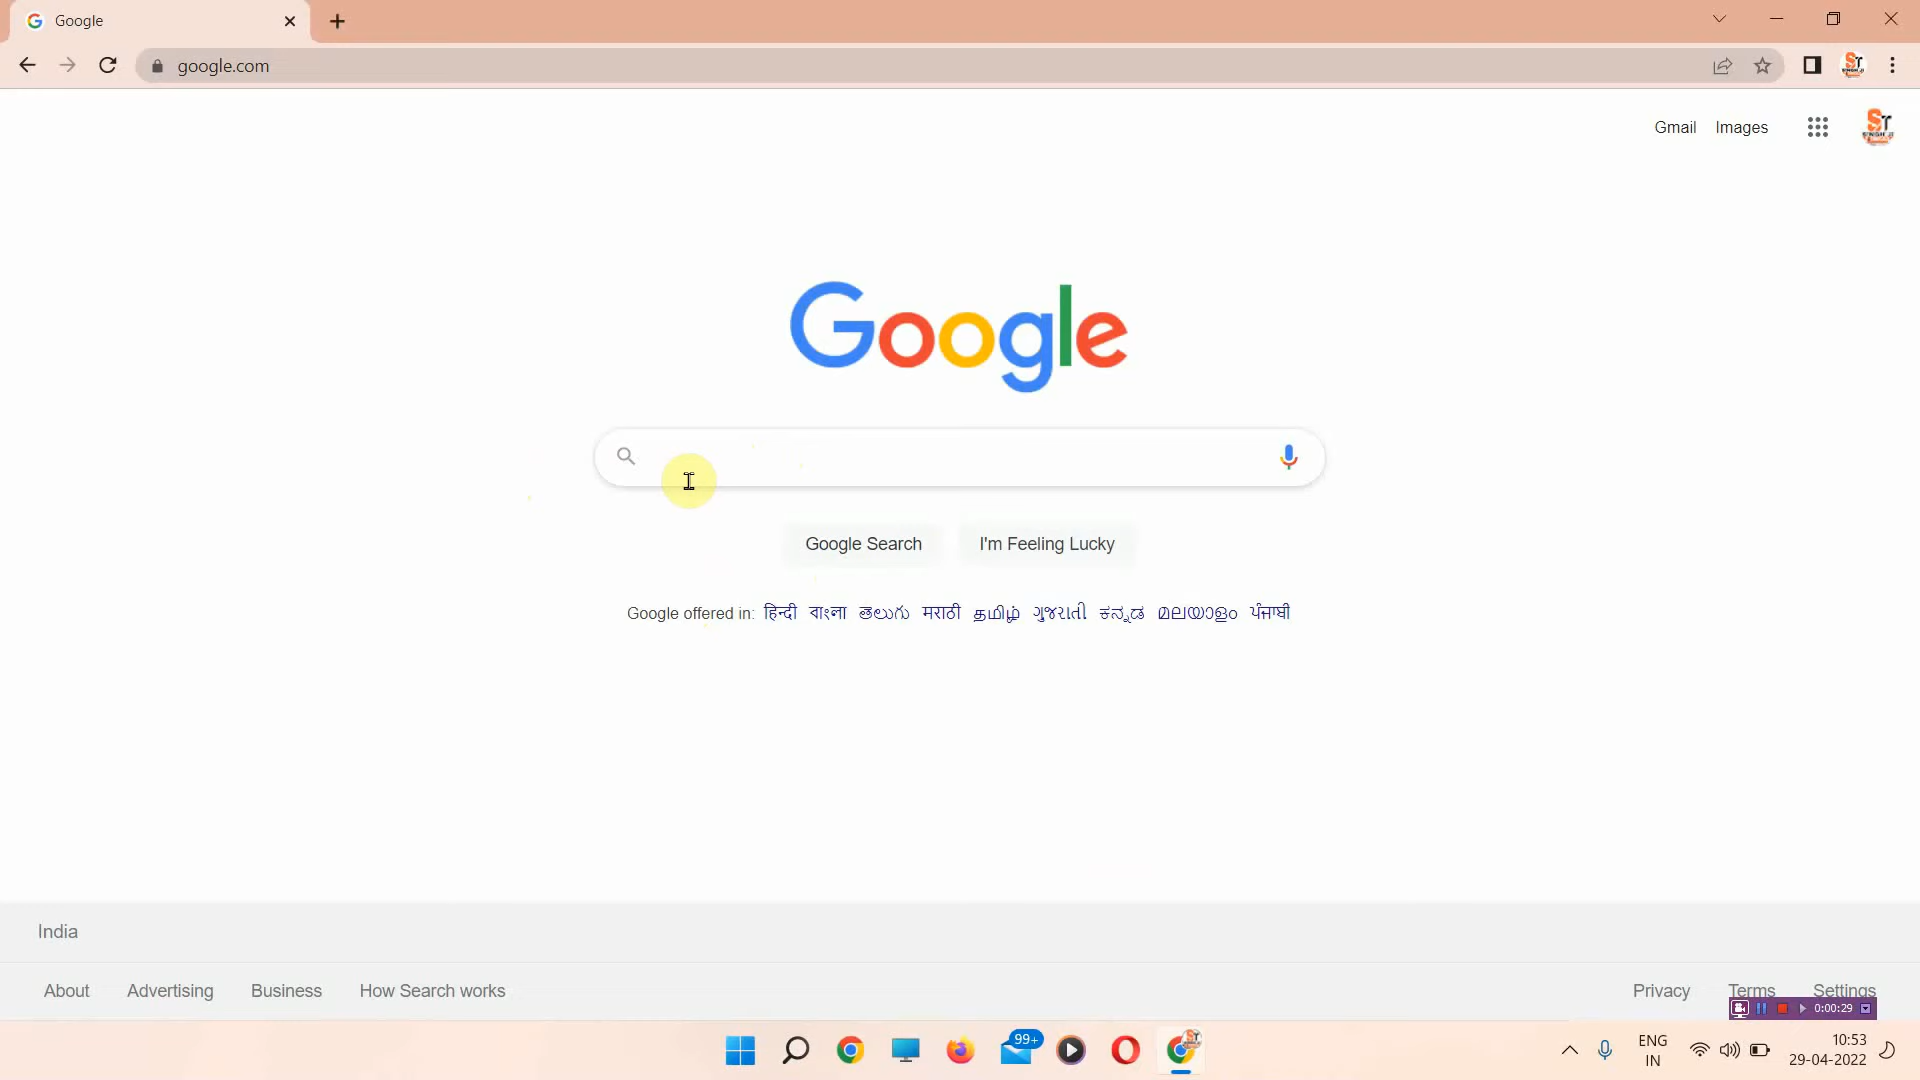 Google
google.com
Gmail Images
Google
Google Search I'm Feeling Lucky
Google offered in: हिन्दी বাংলা తెలుగు मराठी தமிழ் ગુજરાતી ಕನ್ನಡ മലയാളം ਪੰਜਾਬੀ
India
About Advertising Business How Search works Privacy Terms Settings
0:00:29
99+
ENG
IN
10:53
29-04-2022